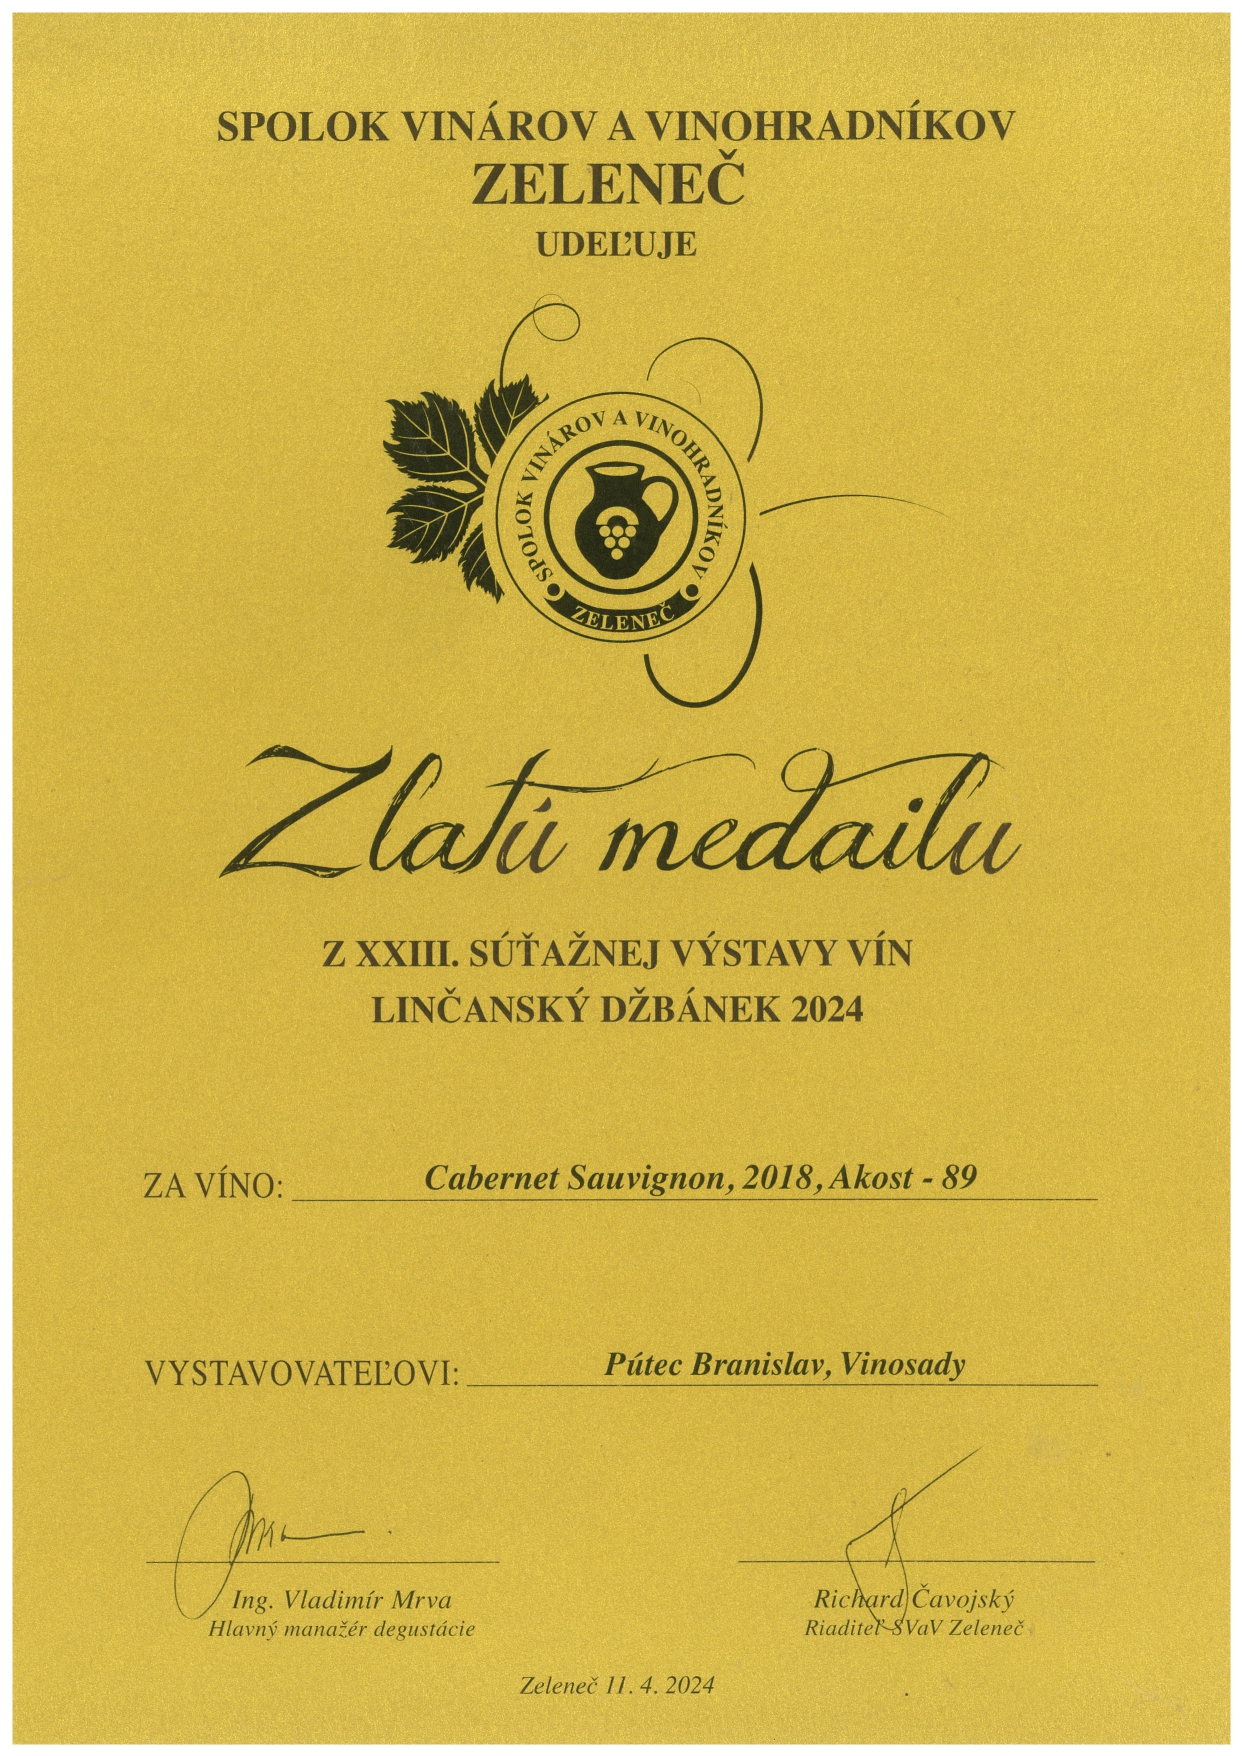 SPOLOK VINÁROV A VINOHRADNÍKOV
ZELENEČ
UDEĽUJE
SPOLOK VINÁROV A VINOHRADNÍKOV
ZELENEČ
Zlatú medailu
Z XXIII. SÚŤAŽNEJ VÝSTAVY VÍN
LINČANSKÝ DŽBÁNEK 2024
ZA VÍNO: Cabernet Sauvignon, 2018, Akost - 89
VYSTAVOVATEĽOVI: Pútec Branislav, Vinosady
Ing. Vladimír Mrva
Hlavný manažér degustácie
Richard Čavojský
Riaditeľ SVaV Zeleneč
Zeleneč 11. 4. 2024